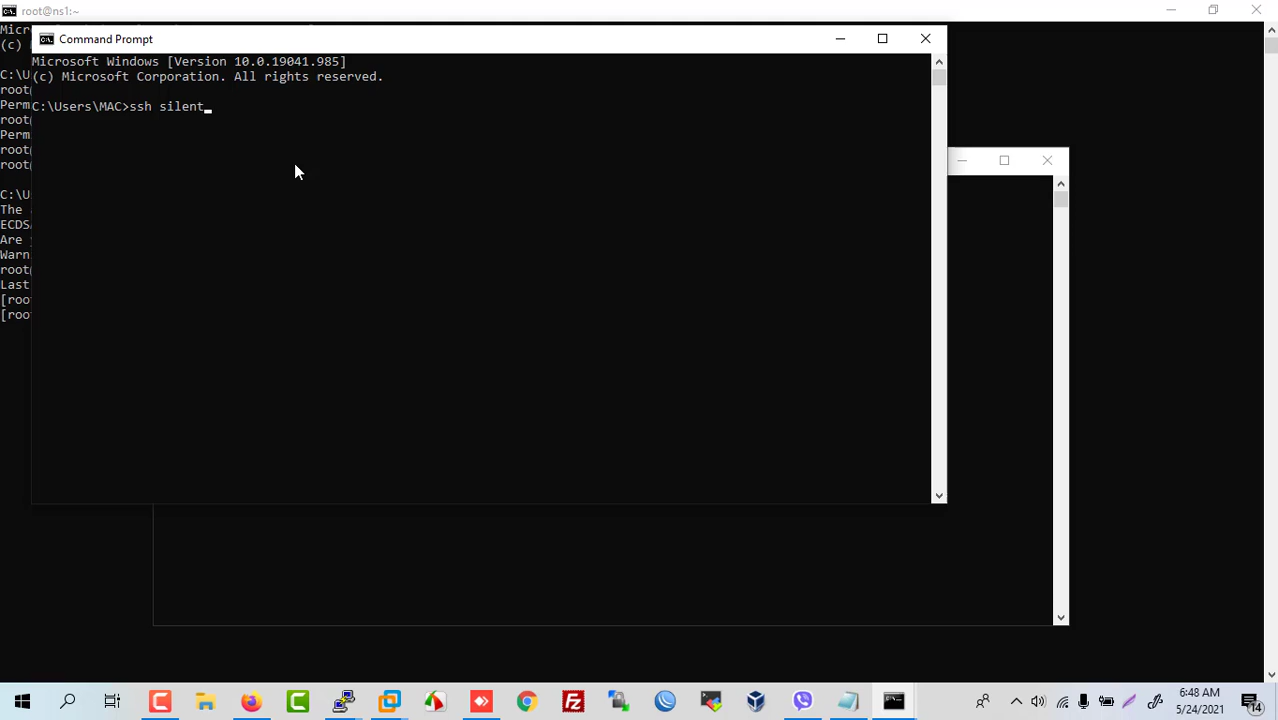 root@ns1:~
Micr
(c)
C:\U
root@
Perm
root@
Perm
root@
root@
C:\U
The
ECDS
Are
Warn
root@
Last
[roo
[roo
Command Prompt
Microsoft Windows [Version 10.0.19041.985]
(c) Microsoft Corporation. All rights reserved.
C:\Users\MAC>ssh silent_
6:48 AM
5/24/2021
14